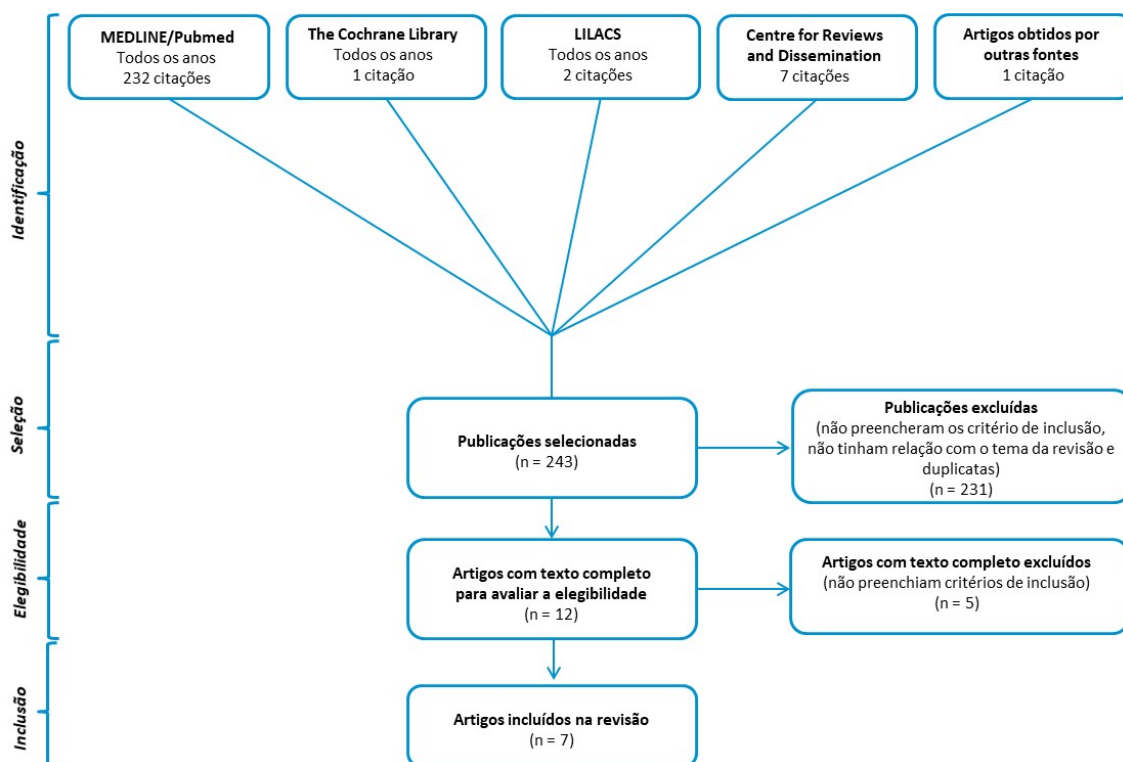 MEDLINE/Pubmed
Todos os anos
232 citações
The Cochrane Library
Todos os anos
1 citação
LILACS
Todos os anos
2 citações
Centre for Reviews
and Dissemination
7 citações
Artigos obtidos por
outras fontes
1 citação
Identificação
Seleção
Publicações selecionadas
(n = 243)
Publicações excluídas
(não preencheram os critério de inclusão,
não tinham relação com o tema da revisão e
duplicatas)
(n = 231)
Elegibilidade
Artigos com texto completo
para avaliar a elegibilidade
(n = 12)
Artigos com texto completo excluídos
(não preenchiam critérios de inclusão)
(n = 5)
Inclusão
Artigos incluídos na revisão
(n = 7)